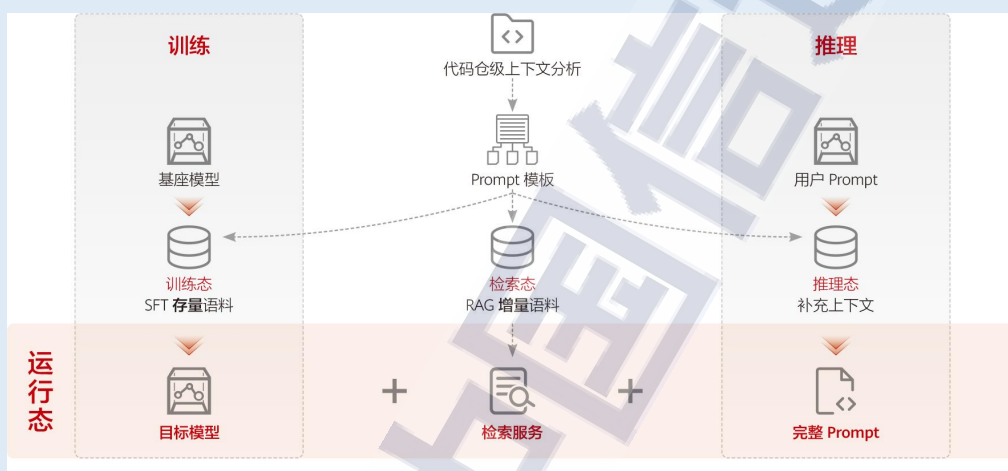 训练
代码仓级上下文分析
推理
基座模型
Prompt 模板
用户 Prompt
训练态
SFT 存量语料
检索态
RAG 增量语料
推理态
补充上下文
运行态
目标模型
+
检索服务
+
完整 Prompt
中国信